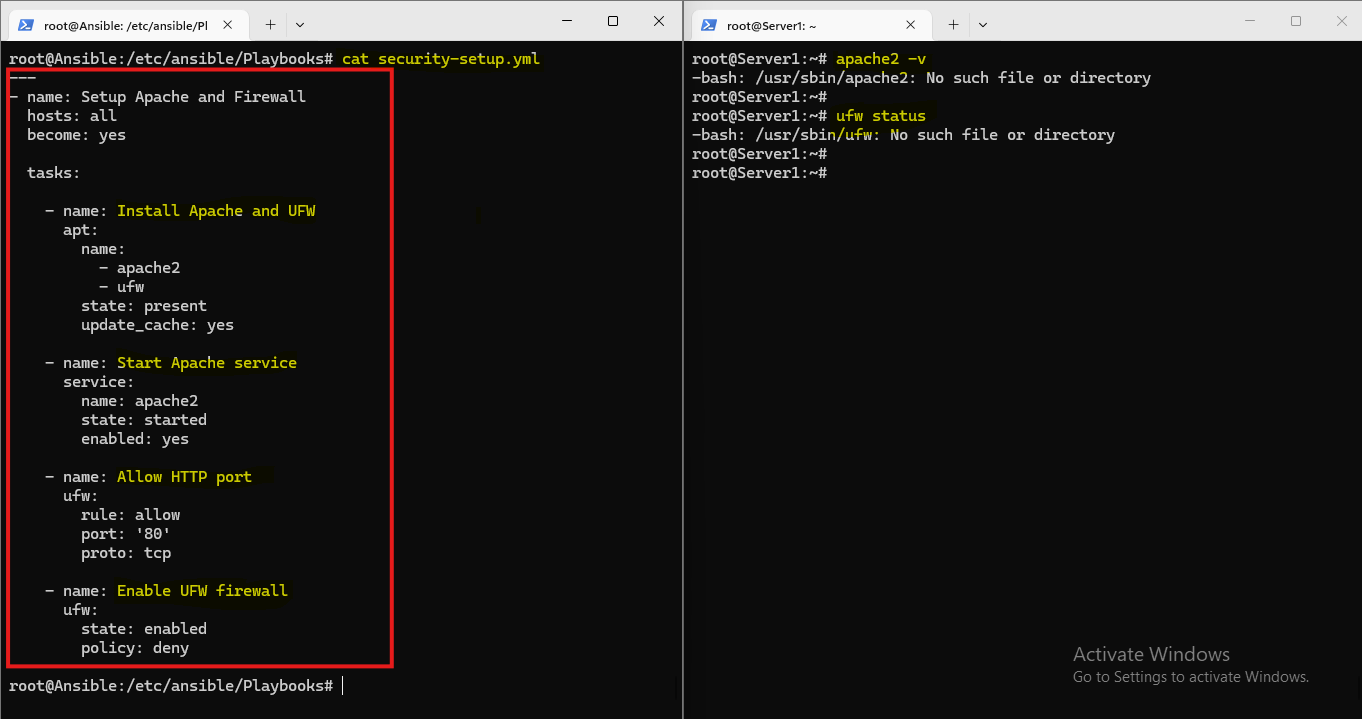 root@Ansible: /etc/ansible/Pl
root@Ansible:/etc/ansible/Playbooks# cat security-setup.yml
---
- name: Setup Apache and Firewall
  hosts: all
  become: yes

  tasks:

    - name: Install Apache and UFW
      apt:
        name:
          - apache2
          - ufw
        state: present
        update_cache: yes

    - name: Start Apache service
      service:
        name: apache2
        state: started
        enabled: yes

    - name: Allow HTTP port
      ufw:
        rule: allow
        port: '80'
        proto: tcp

    - name: Enable UFW firewall
      ufw:
        state: enabled
        policy: deny

root@Ansible:/etc/ansible/Playbooks#
root@Server1: ~
root@Server1:~# apache2 -v
-bash: /usr/sbin/apache2: No such file or directory
root@Server1:~#
root@Server1:~# ufw status
-bash: /usr/sbin/ufw: No such file or directory
root@Server1:~#
root@Server1:~#
Activate Windows
Go to Settings to activate Windows.